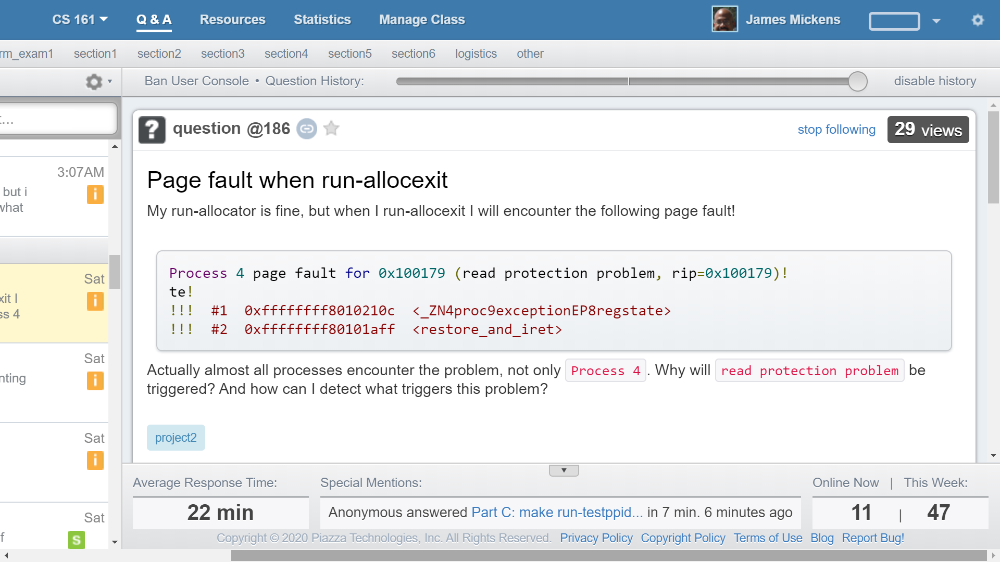 CS 161 Q & A Resources Statistics Manage Class James Mickens
rm_exam1 section1 section2 section3 section4 section5 section6 logistics other
Ban User Console • Question History: disable history
t...
3:07AM
but i
what
Sat
xit I
ss 4
Sat
nting
Sat
Sat
f
question @186 stop following 29 views
Page fault when run-allocexit
My run-allocator is fine, but when I run-allocexit I will encounter the following page fault!
Process 4 page fault for 0x100179 (read protection problem, rip=0x100179)!
te!
!!!  #1  0xffffffff8010210c  <_ZN4proc9exceptionEP8regstate>
!!!  #2  0xffffffff80101aff  <restore_and_iret>
Actually almost all processes encounter the problem, not only Process 4 . Why will read protection problem be
triggered? And how can I detect what triggers this problem?
project2
Average Response Time: Special Mentions: Online Now | This Week:
22 min Anonymous answered Part C: make run-testppid... in 7 min. 6 minutes ago 11 | 47
Copyright © 2020 Piazza Technologies, Inc. All Rights Reserved. Privacy Policy Copyright Policy Terms of Use Blog Report Bug!